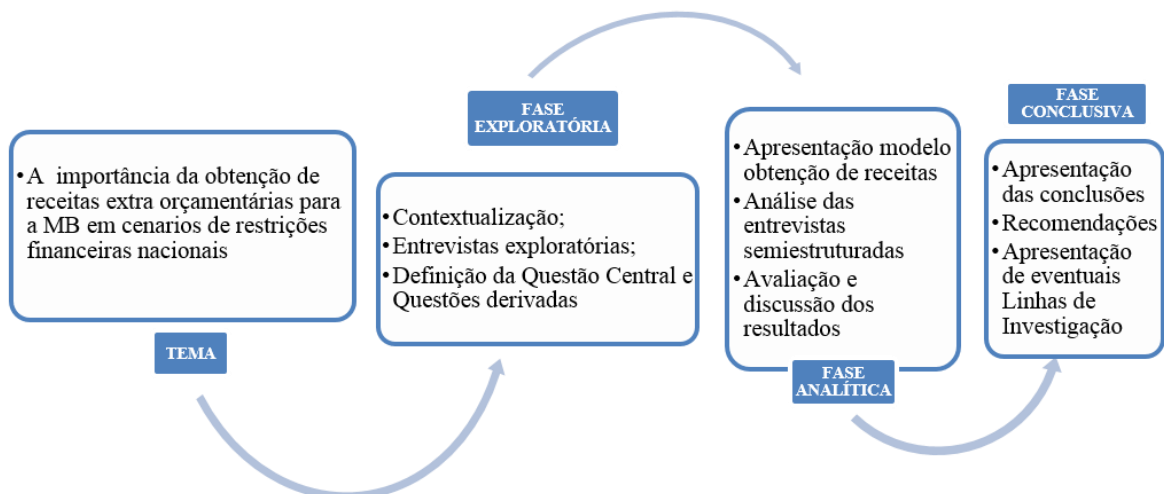 • A importância da obtenção de
receitas extra orçamentárias para
a MB em cenarios de restrições
financeiras nacionais
TEMA
FASE
EXPLORATÓRIA
• Contextualização;
• Entrevistas exploratórias;
• Definição da Questão Central e
Questões derivadas
• Apresentação modelo
obtenção de receitas
• Análise das
entrevistas
semiestruturadas
• Avaliação e
discussão dos
resultados
FASE
ANALÍTICA
FASE
CONCLUSIVA
• Apresentação
das conclusões
• Recomendações
• Apresentação
de eventuais
Linhas de
Investigação